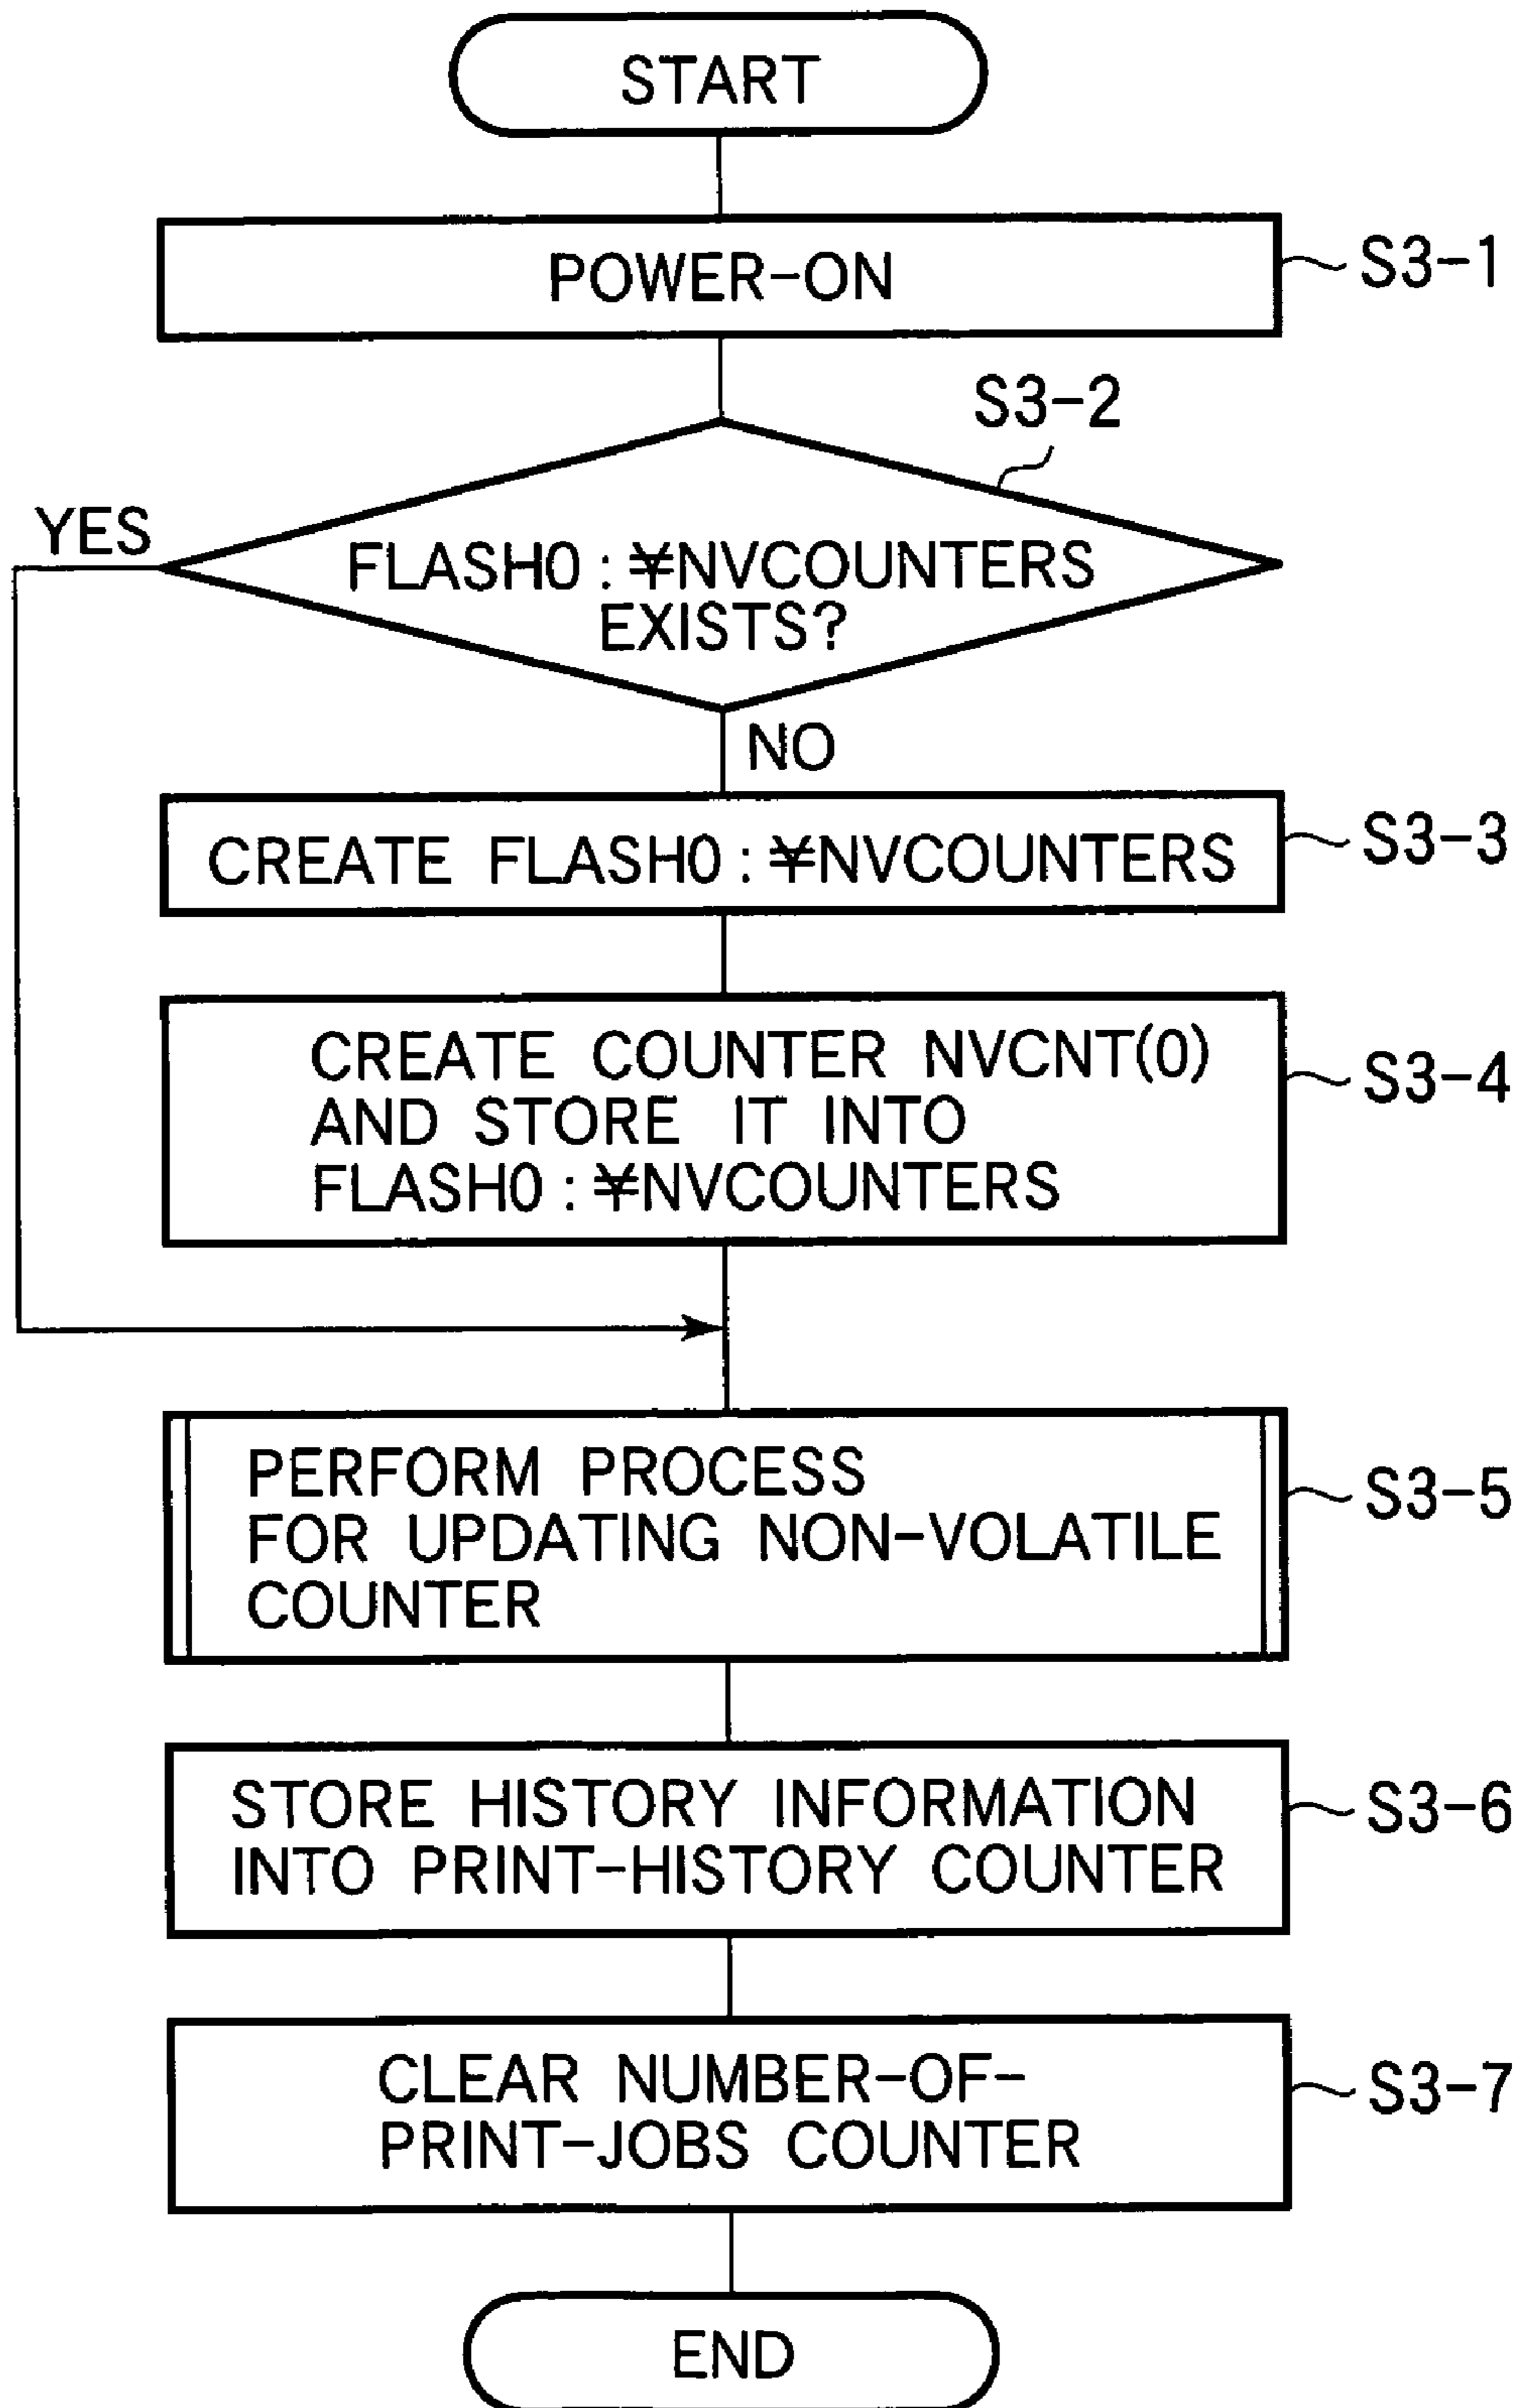 START
POWER-ON
S3-1
S3-2
YES
FLASH0:¥NVCOUNTERS
EXISTS?
NO
CREATE FLASH0:¥NVCOUNTERS
S3-3
CREATE COUNTER NVCNT(0)
AND STORE IT INTO
FLASH0:¥NVCOUNTERS
S3-4
PERFORM PROCESS
FOR UPDATING NON-VOLATILE
COUNTER
S3-5
STORE HISTORY INFORMATION
INTO PRINT-HISTORY COUNTER
S3-6
CLEAR NUMBER-OF-
PRINT-JOBS COUNTER
S3-7
END